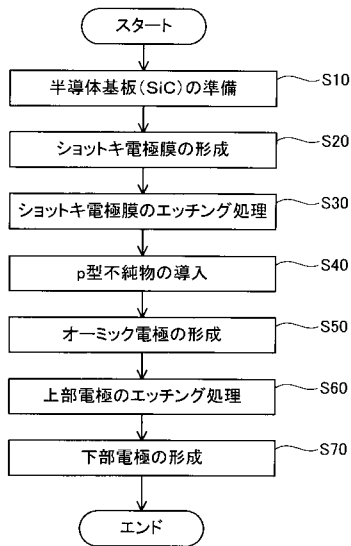 スタート
半導体基板(SiC)の準備
S10
ショットキ電極膜の形成
S20
ショットキ電極膜のエッチング処理
S30
p型不純物の導入
S40
オーミック電極の形成
S50
上部電極のエッチング処理
S60
下部電極の形成
S70
エンド